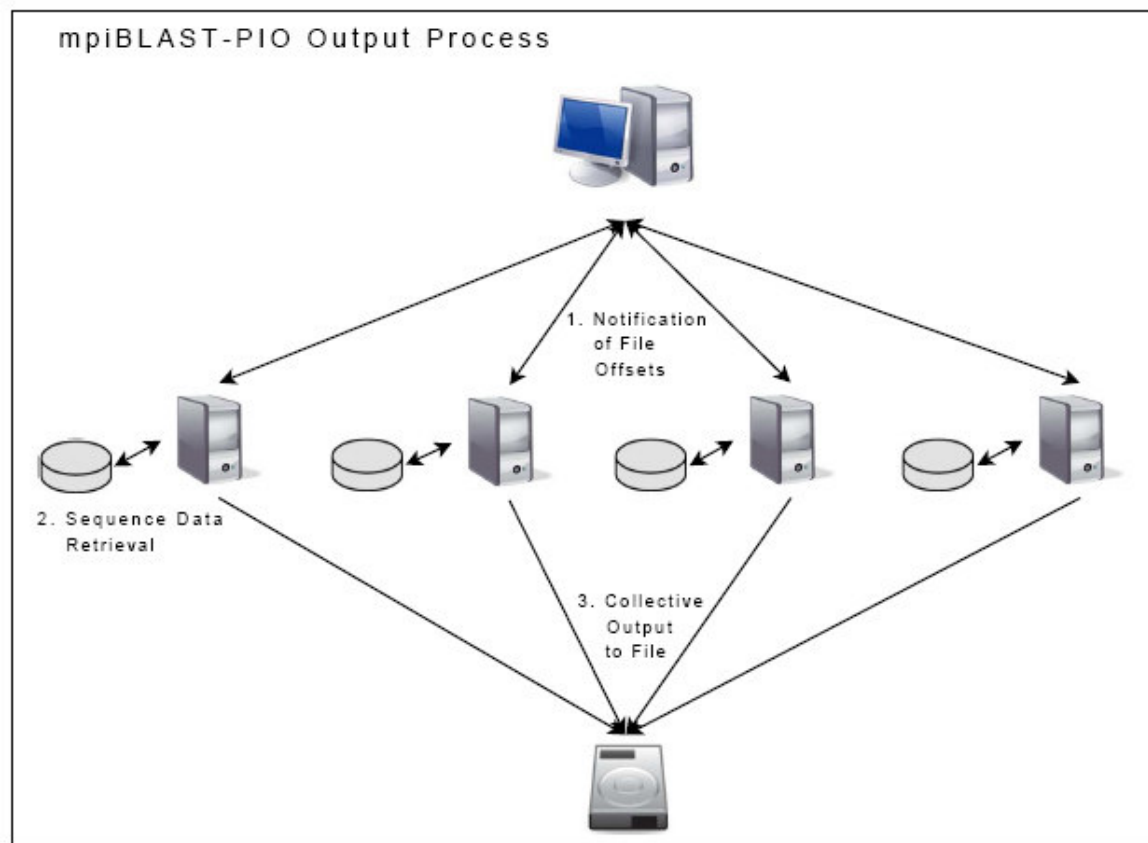 mpiBLAST-PIO Output Process
1. Notification
of File
Offsets
2. Sequence Data
Retrieval
3. Collective
Output
to File